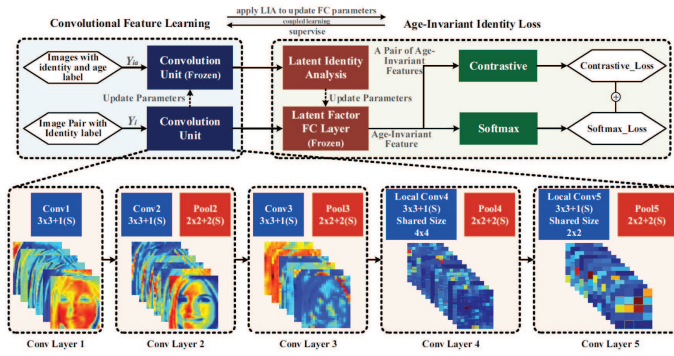 Convolutional Feature Learning
apply LIA to update FC parameters
coupled learning
supervise
Age-Invariant Identity Loss
Images with
identity and age
label
Yia
Convolution
Unit (Frozen)
Latent Identity
Analysis
A Pair of Age-
Invariant
Features
Contrastive
Contrastive_Loss
Update Parameters
Update Parameters
Image Pair with
Identity label
YI
Convolution
Unit
Latent Factor
FC Layer
(Frozen)
Age-Invariant
Feature
Softmax
Softmax_Loss
Conv1
3x3+1(S)
Conv2
3x3+1(S)
Pool2
2x2+2(S)
Conv3
3x3+1(S)
Pool3
2x2+2(S)
Local Conv4
3x3+1(S)
Shared Size
4x4
Pool4
2x2+2(S)
Local Conv5
3x3+1(S)
Shared Size
2x2
Pool5
2x2+2(S)
Conv Layer 1
Conv Layer 2
Conv Layer 3
Conv Layer 4
Conv Layer 5